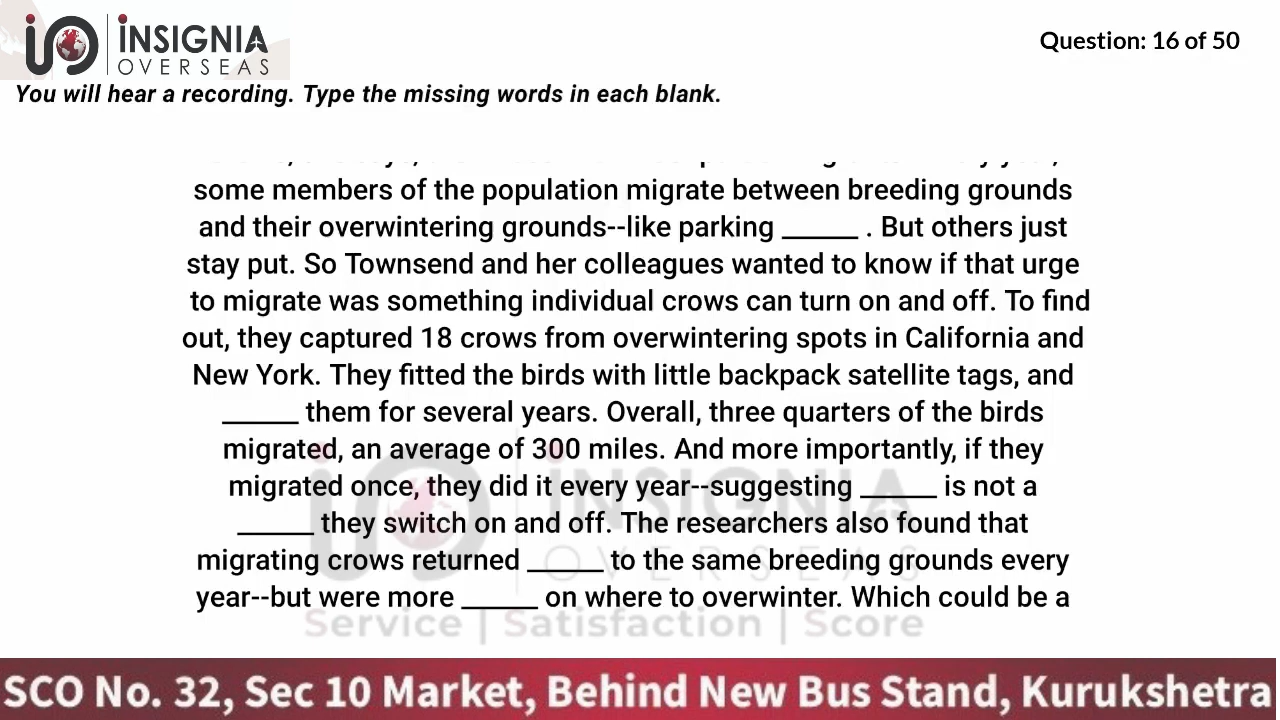 INSIGNIA
OVERSEAS
Question: 16 of 50
You will hear a recording. Type the missing words in each blank.
some members of the population migrate between breeding grounds
and their overwintering grounds--like parking ______ . But others just
stay put. So Townsend and her colleagues wanted to know if that urge
to migrate was something individual crows can turn on and off. To find
out, they captured 18 crows from overwintering spots in California and
New York. They fitted the birds with little backpack satellite tags, and
______ them for several years. Overall, three quarters of the birds
migrated, an average of 300 miles. And more importantly, if they
migrated once, they did it every year--suggesting ______ is not a
______ they switch on and off. The researchers also found that
migrating crows returned ______ to the same breeding grounds every
year--but were more ______ on where to overwinter. Which could be a
INSIGNIA
OVERSEAS
Service | Satisfaction | Score
SCO No. 32, Sec 10 Market, Behind New Bus Stand, Kurukshetra